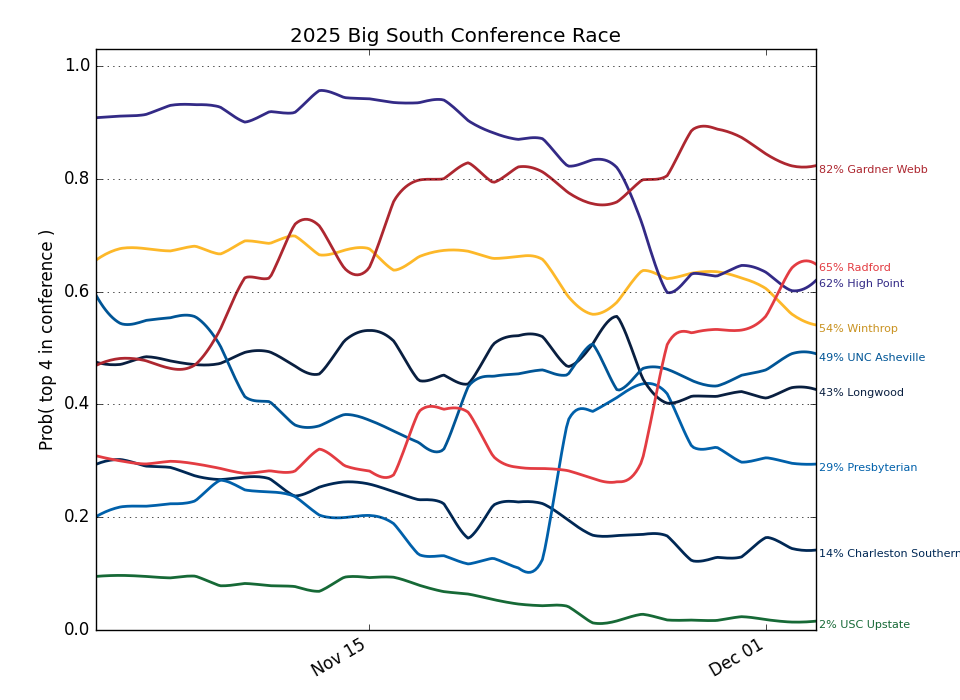 2025 Big South Conference Race
Prob( top 4 in conference )
1.0
0.8
0.6
0.4
0.2
0.0
Nov 15
Dec 01
82% Gardner Webb
65% Radford
62% High Point
54% Winthrop
49% UNC Asheville
43% Longwood
29% Presbyterian
14% Charleston Southern
2% USC Upstate